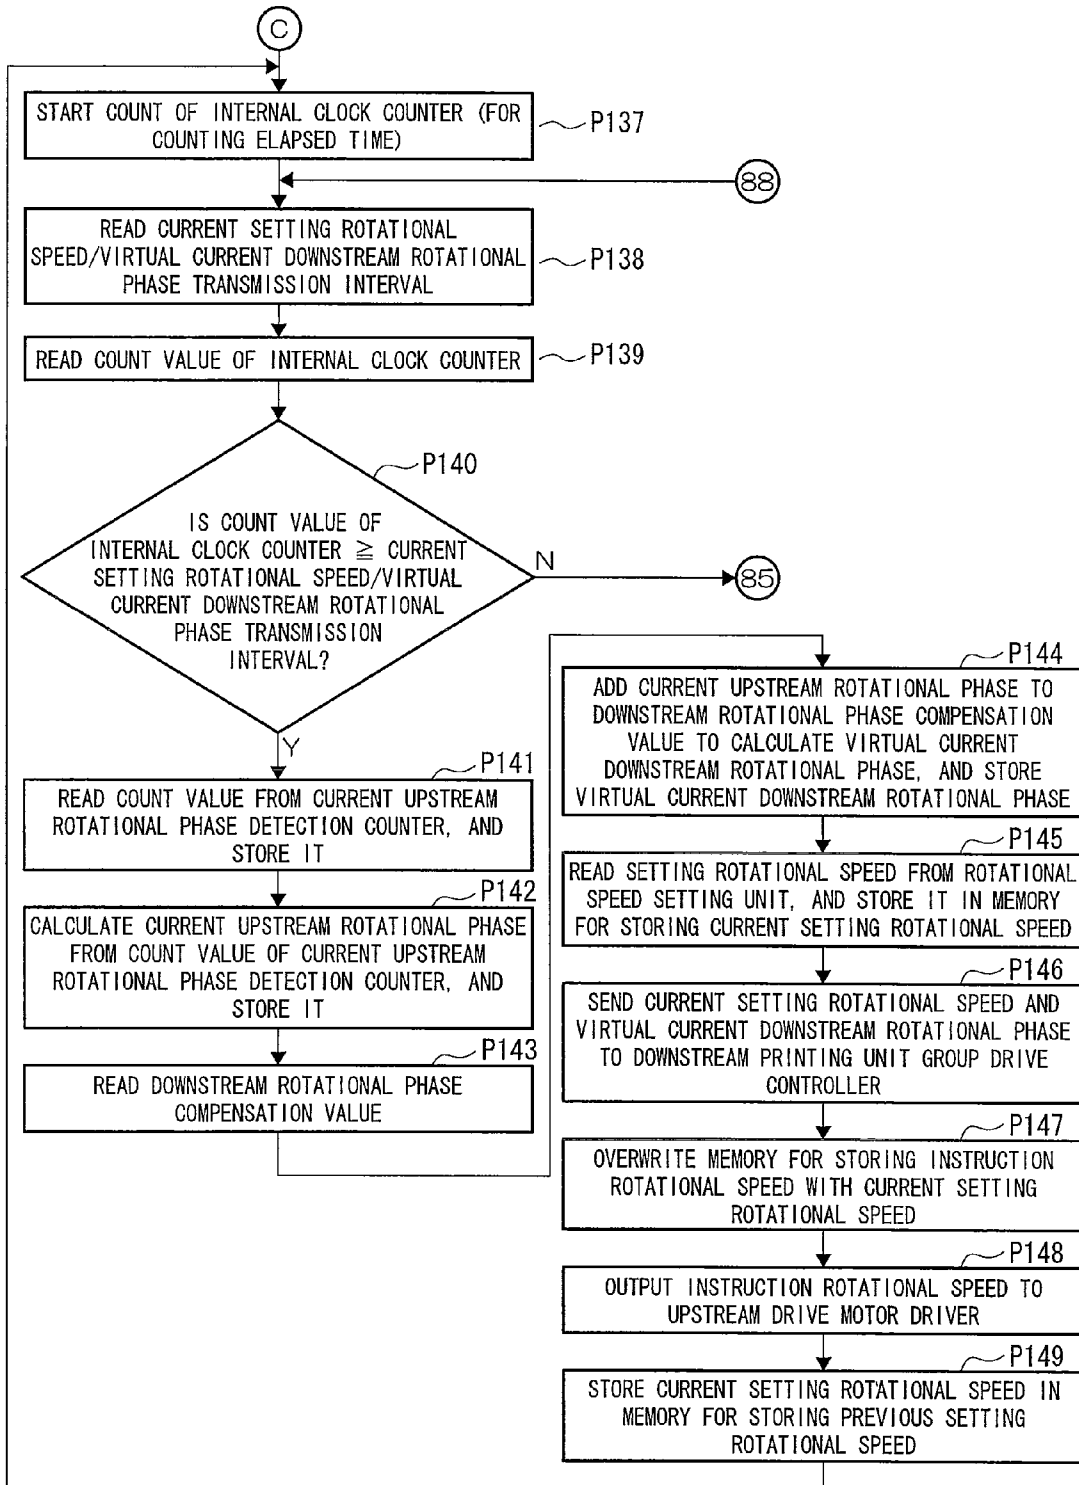 C
START COUNT OF INTERNAL CLOCK COUNTER (FOR
COUNTING ELAPSED TIME)
P137
88
READ CURRENT SETTING ROTATIONAL
SPEED/VIRTUAL CURRENT DOWNSTREAM ROTATIONAL
PHASE TRANSMISSION INTERVAL
P138
READ COUNT VALUE OF INTERNAL CLOCK COUNTER
P139
P140
IS COUNT VALUE OF
INTERNAL CLOCK COUNTER ≧ CURRENT
SETTING ROTATIONAL SPEED/VIRTUAL
CURRENT DOWNSTREAM ROTATIONAL
PHASE TRANSMISSION
INTERVAL?
N
85
Y
P141
READ COUNT VALUE FROM CURRENT UPSTREAM
ROTATIONAL PHASE DETECTION COUNTER, AND
STORE IT
P142
CALCULATE CURRENT UPSTREAM ROTATIONAL PHASE
FROM COUNT VALUE OF CURRENT UPSTREAM
ROTATIONAL PHASE DETECTION COUNTER, AND
STORE IT
P143
READ DOWNSTREAM ROTATIONAL PHASE
COMPENSATION VALUE
P144
ADD CURRENT UPSTREAM ROTATIONAL PHASE TO
DOWNSTREAM ROTATIONAL PHASE COMPENSATION
VALUE TO CALCULATE VIRTUAL CURRENT
DOWNSTREAM ROTATIONAL PHASE, AND STORE
VIRTUAL CURRENT DOWNSTREAM ROTATIONAL PHASE
P145
READ SETTING ROTATIONAL SPEED FROM ROTATIONAL
SPEED SETTING UNIT, AND STORE IT IN MEMORY
FOR STORING CURRENT SETTING ROTATIONAL SPEED
P146
SEND CURRENT SETTING ROTATIONAL SPEED AND
VIRTUAL CURRENT DOWNSTREAM ROTATIONAL PHASE
TO DOWNSTREAM PRINTING UNIT GROUP DRIVE
CONTROLLER
P147
OVERWRITE MEMORY FOR STORING INSTRUCTION
ROTATIONAL SPEED WITH CURRENT SETTING
ROTATIONAL SPEED
P148
OUTPUT INSTRUCTION ROTATIONAL SPEED TO
UPSTREAM DRIVE MOTOR DRIVER
P149
STORE CURRENT SETTING ROTATIONAL SPEED IN
MEMORY FOR STORING PREVIOUS SETTING
ROTATIONAL SPEED